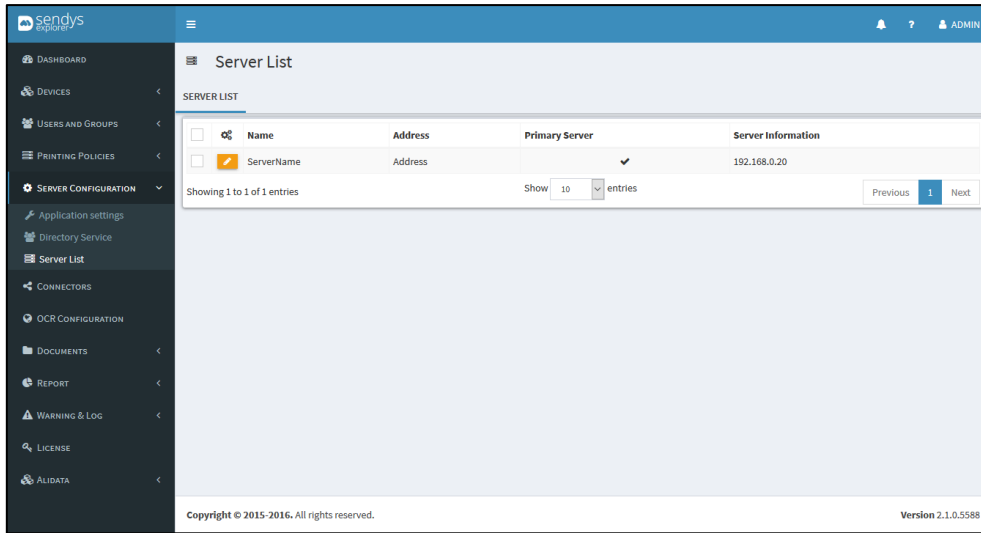 sendys
explorer
ADMIN
DASHBOARD
DEVICES
USERS AND GROUPS
PRINTING POLICIES
SERVER CONFIGURATION
Application settings
Directory Service
Server List
CONNECTORS
OCR CONFIGURATION
DOCUMENTS
REPORT
WARNING & LOG
LICENSE
ALIDATA
Server List
SERVER LIST
Name Address Primary Server Server Information
ServerName Address 192.168.0.20
Showing 1 to 1 of 1 entries Show 10 entries Previous 1 Next
Copyright © 2015-2016. All rights reserved. Version 2.1.0.5588